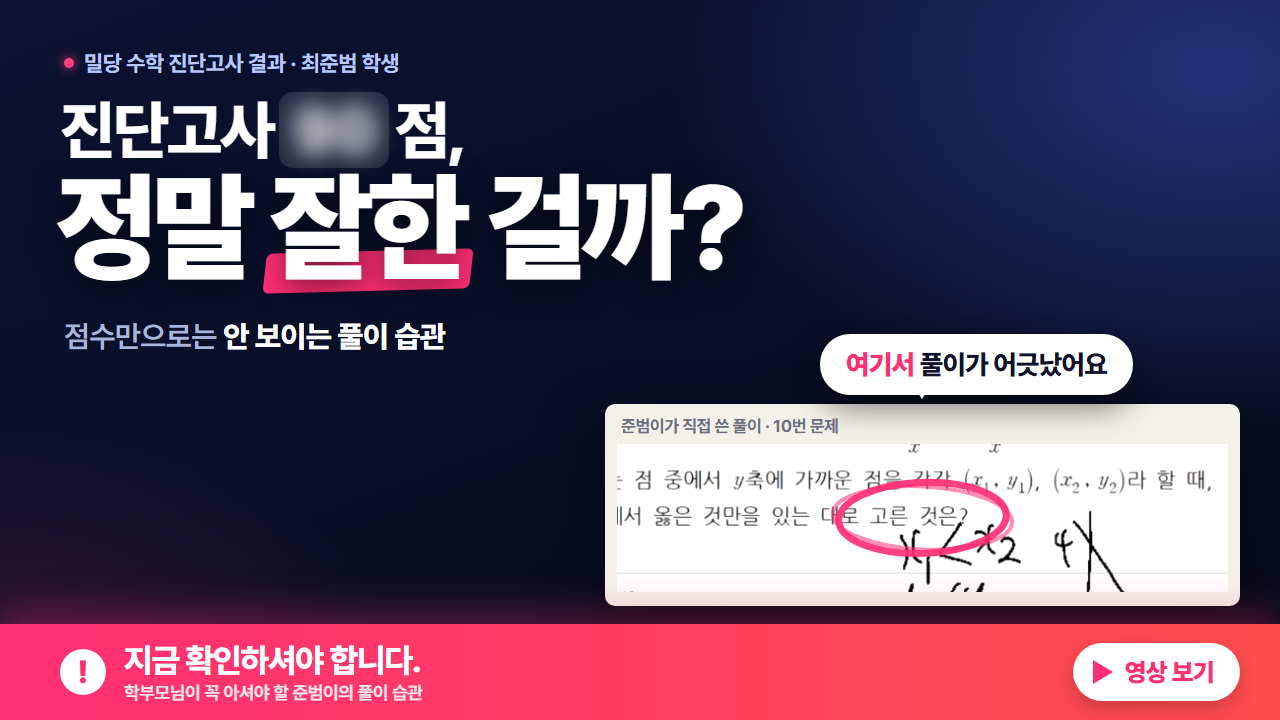 밀당 수학 진단고사 결과 · 최준범 학생
진단고사 점,
정말 잘한 걸까?
점수만으로는 안 보이는 풀이 습관
여기서 풀이가 어긋났어요
준범이가 직접 쓴 풀이 · 10번 문제
x x
점 중에서 y축에 가까운 점을 각각 (x₁, y₁), (x₂, y₂)라 할 때,
서 옳은 것만을 있는 대로 고른 것은?
x₁ < x₂ 4
! 지금 확인하셔야 합니다.
학부모님이 꼭 아셔야 할 준범이의 풀이 습관
영상 보기